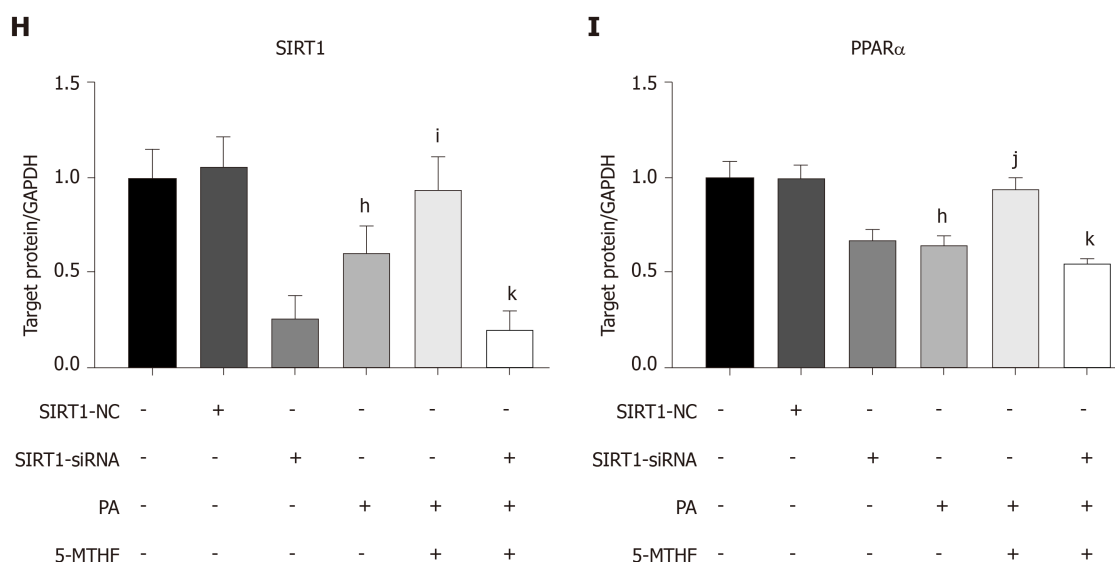 H
SIRT1
Target protein/GAPDH
1.5
1.0
0.5
0.0
h
i
k
SIRT1-NC - + - - - -
SIRT1-siRNA - - + - - +
PA - - - + + +
5-MTHF - - - - + +
I
PPARα
Target protein/GAPDH
1.5
1.0
0.5
0.0
h
j
k
SIRT1-NC - + - - - -
SIRT1-siRNA - - + - - +
PA - - - + + +
5-MTHF - - - - + +